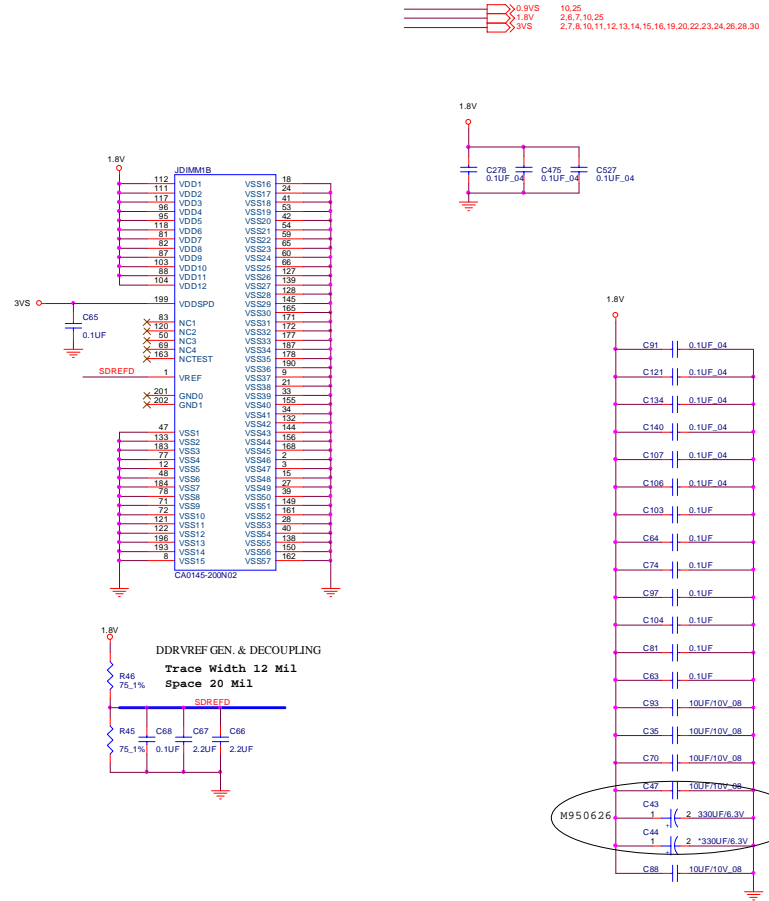 0.9VS 10,25
1.8V 2,6,7,10,25
3VS 2,7,8,10,11,12,13,14,15,16,19,20,22,23,24,26,28,30
1.8V
C278 C475 C527
0.1UF_04 0.1UF_04 0.1UF_04
1.8V
JDIMM1B
112 VDD1 VSS16 18
111 VDD2 VSS17 24
117 VDD3 VSS18 41
96 VDD4 VSS19 53
95 VDD5 VSS20 42
118 VDD6 VSS21 54
81 VDD7 VSS22 59
82 VDD8 VSS23 65
87 VDD9 VSS24 60
103 VDD10 VSS25 66
88 VDD11 VSS26 127
104 VDD12 VSS27 139
VSS28 128
3VS 199 VDDSPD VSS29 145
VSS30 165
C65 83 NC1 VSS31 171
120 NC2 VSS32 172
0.1UF 50 NC3 VSS33 177
69 NC4 VSS34 187
163 NCTEST VSS35 178
VSS36 190
SDREFD 1 VREF VSS37 9
VSS38 21
201 GND0 VSS39 33
202 GND1 VSS40 155
VSS41 34
VSS42 132
47 VSS1 VSS43 144
133 VSS2 VSS44 156
183 VSS3 VSS45 168
77 VSS4 VSS46 2
12 VSS5 VSS47 3
48 VSS6 VSS48 15
184 VSS7 VSS49 27
78 VSS8 VSS50 39
71 VSS9 VSS51 149
72 VSS10 VSS52 161
121 VSS11 VSS53 28
122 VSS12 VSS54 40
196 VSS13 VSS55 138
193 VSS14 VSS56 150
8 VSS15 VSS57 162
CA0145-200N02
1.8V
DDRVREF GEN. & DECOUPLING
Trace Width 12 Mil
Space 20 Mil
R46
75_1%
SDREFD
R45 C68 C67 C66
75_1% 0.1UF 2.2UF 2.2UF
1.8V
C91 0.1UF_04
C121 0.1UF_04
C134 0.1UF_04
C140 0.1UF_04
C107 0.1UF_04
C106 0.1UF_04
C103 0.1UF
C64 0.1UF
C74 0.1UF
C97 0.1UF
C104 0.1UF
C81 0.1UF
C63 0.1UF
C93 10UF/10V_08
C35 10UF/10V_08
C70 10UF/10V_08
C47 10UF/10V_08
C43
M950626 1 + 2 330UF/6.3V
C44
1 + 2 *330UF/6.3V
C88 10UF/10V_08